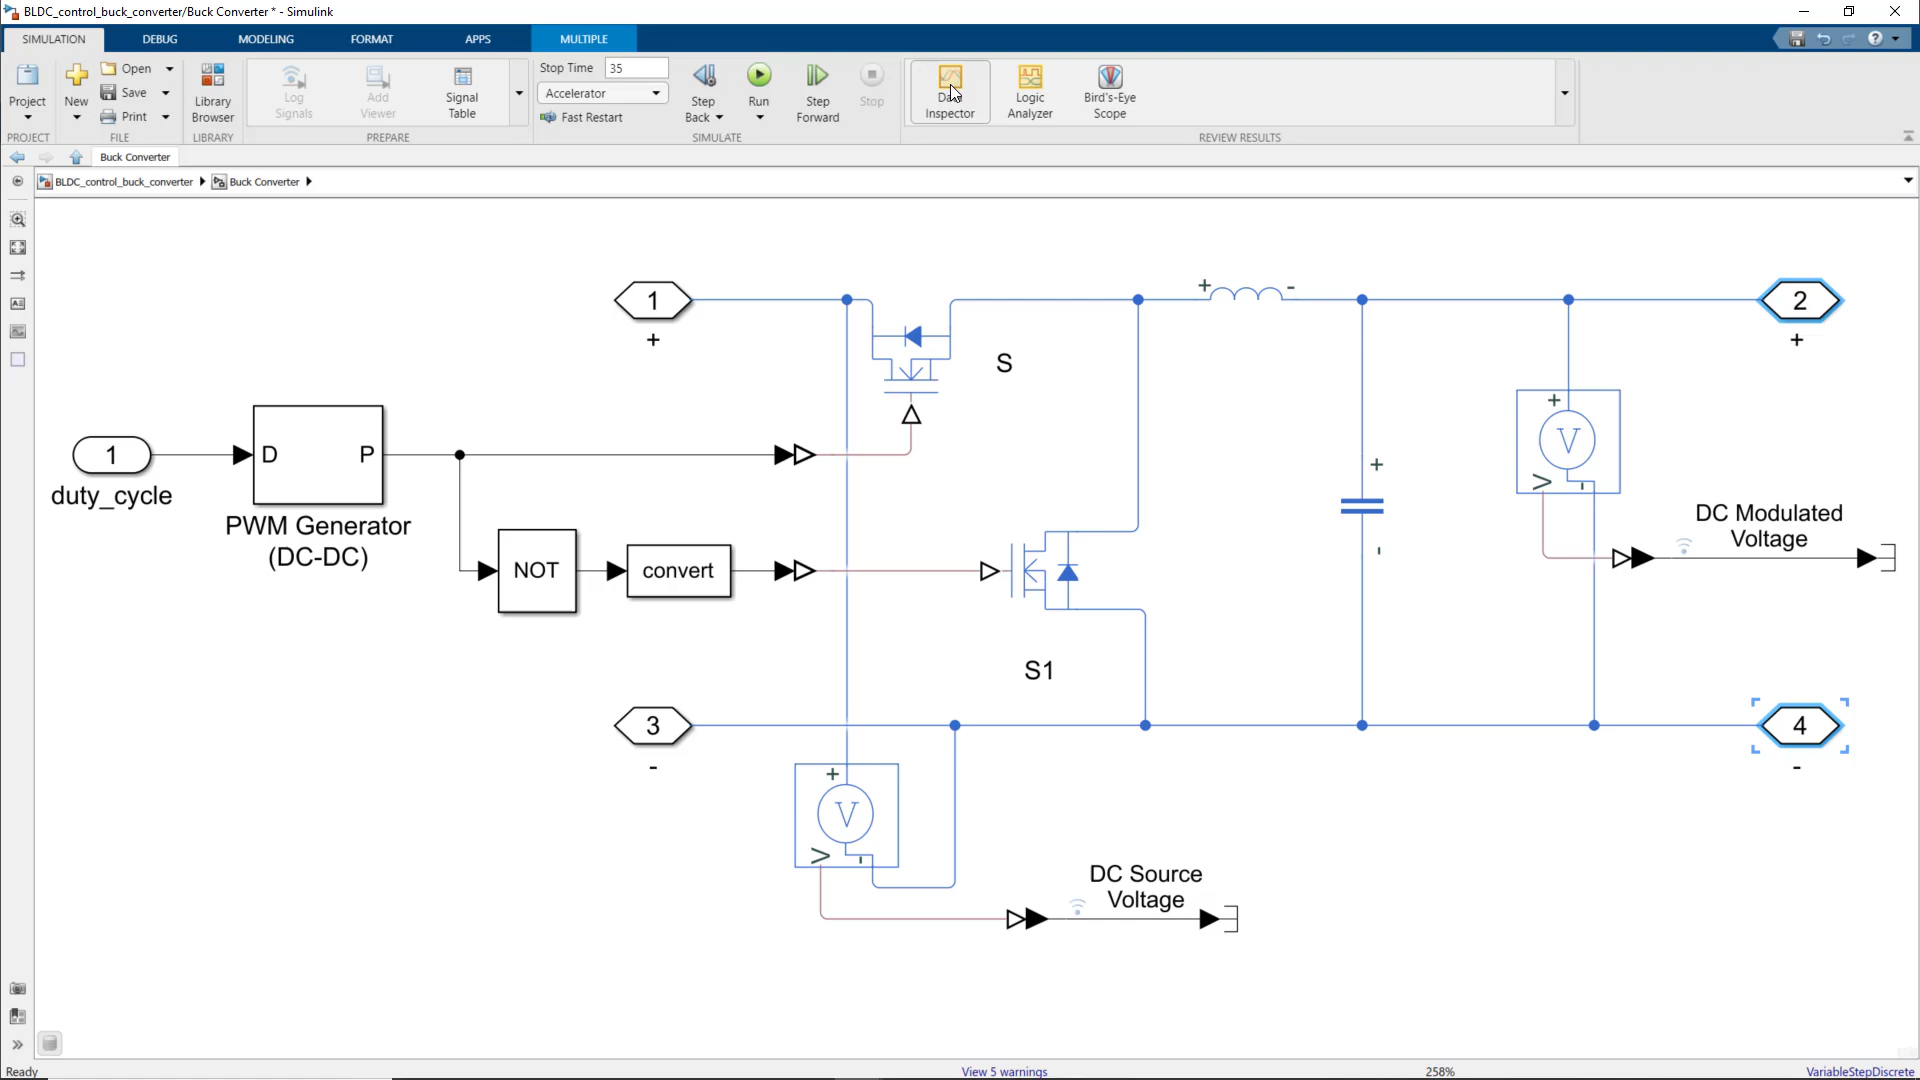 BLDC_control_buck_converter/Buck Converter * - Simulink
SIMULATION DEBUG MODELING FORMAT APPS MULTIPLE
Project
PROJECT
New
Open
Save
Print
FILE
Library
Browser
LIBRARY
Log
Signals
Add
Viewer
Signal
Table
PREPARE
Stop Time 35
Accelerator
Fast Restart
Step
Back
Run
Step
Forward
Stop
SIMULATE
Data
Inspector
Logic
Analyzer
Bird's-Eye
Scope
REVIEW RESULTS
Buck Converter
BLDC_control_buck_converter Buck Converter
1
+
S
+ -
2
+
1
duty_cycle
D P
PWM Generator
(DC-DC)
NOT
convert
S1
+
-
+
V
V -
DC Modulated
Voltage
3
-
4
-
+
V
V -
DC Source
Voltage
Ready
View 5 warnings
258%
VariableStepDiscrete